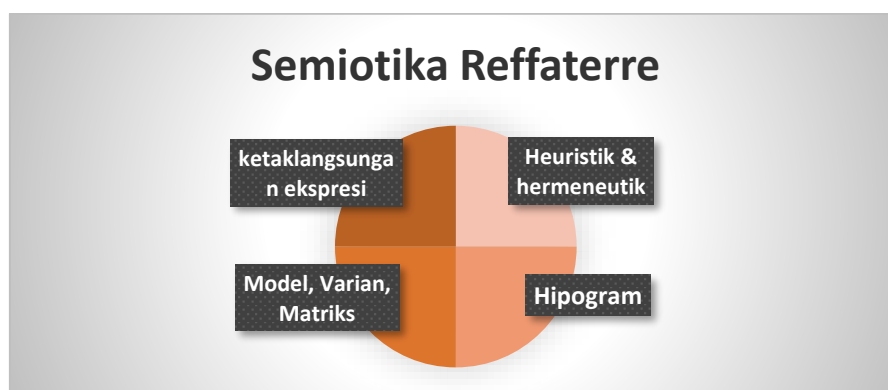 Semiotika Reffaterre
ketaklangsunga
n ekspresi
Heuristik &
hermeneutik
Model, Varian,
Matriks
Hipogram